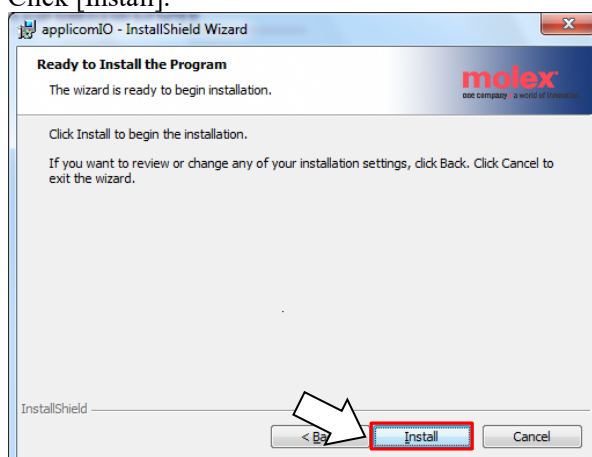 Click [Install].
applicomIO - InstallShield Wizard
Ready to Install the Program
The wizard is ready to begin installation.
molex
one company a world of innovation
Click Install to begin the installation.
If you want to review or change any of your installation settings, click Back. Click Cancel to
exit the wizard.
InstallShield
< Ba
Install
Cancel